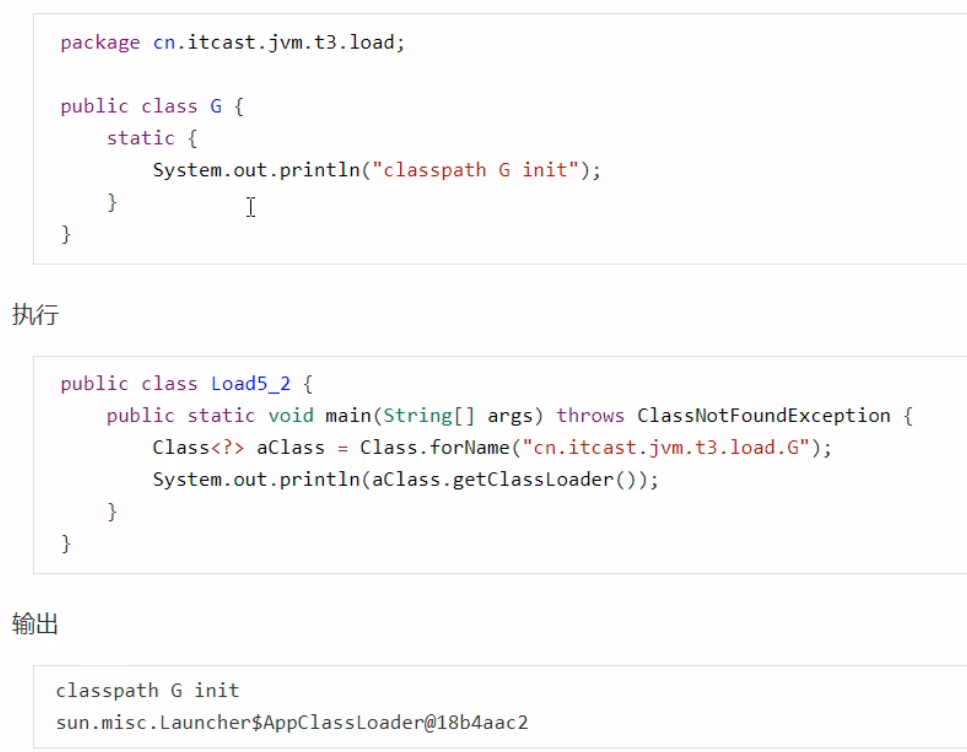 package cn.itcast.jvm.t3.load;
public class G {
static {
System.out.println("classpath G init");
}
}
执行
public class Load5_2 {
public static void main(String[] args) throws ClassNotFoundException {
Class<?> aClass = Class.forName("cn.itcast.jvm.t3.load.G");
System.out.println(aClass.getClassLoader());
}
}
输出
classpath G init
sun.misc.Launcher$AppClassLoader@18b4aac2